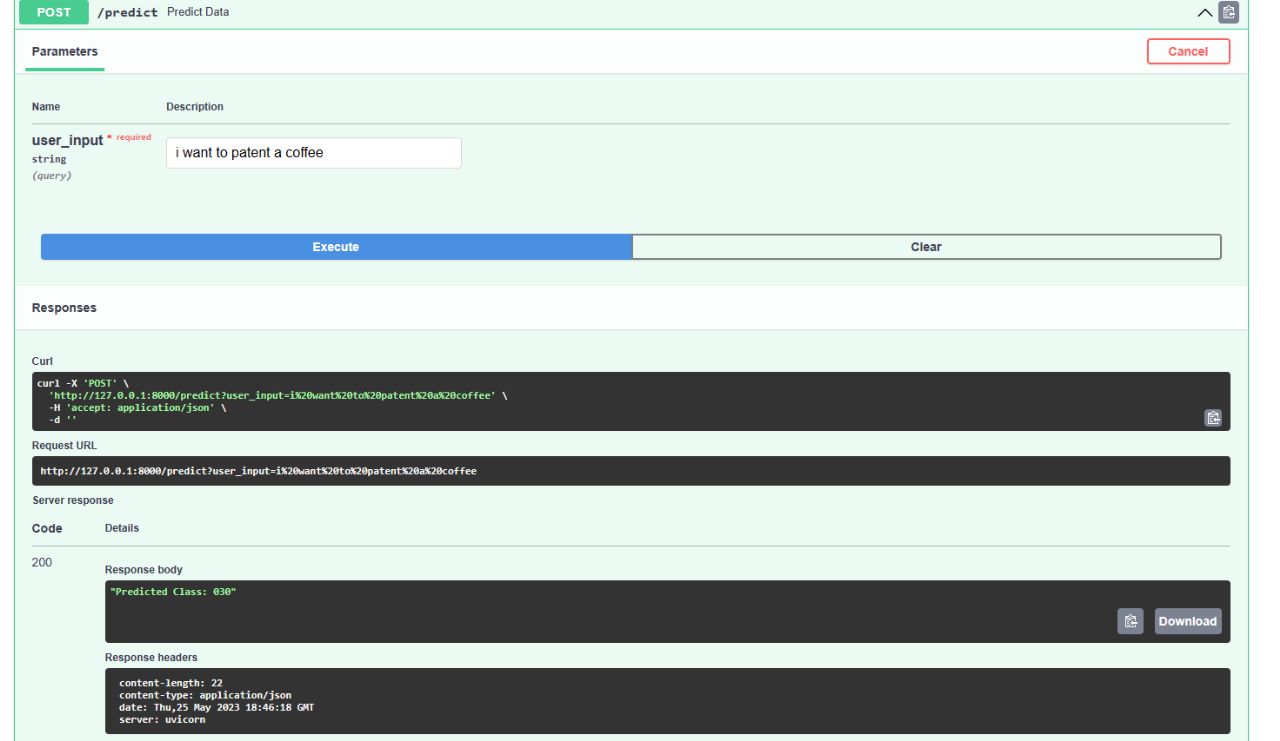 POST /predict Predict Data
Parameters
Cancel
Name Description
user_input * required
string
(query)
i want to patent a coffee
Execute Clear
Responses
Curl
curl -X 'POST' \
'http://127.0.0.1:8000/predict?user_input=i%20want%20to%20patent%20a%20coffee' \
-H 'accept: application/json' \
-d ''
Request URL
http://127.0.0.1:8000/predict?user_input=i%20want%20to%20patent%20a%20coffee
Server response
Code Details
200
Response body
"Predicted Class: 030"
Download
Response headers
content-length: 22
content-type: application/json
date: Thu,25 May 2023 18:46:18 GMT
server: uvicorn